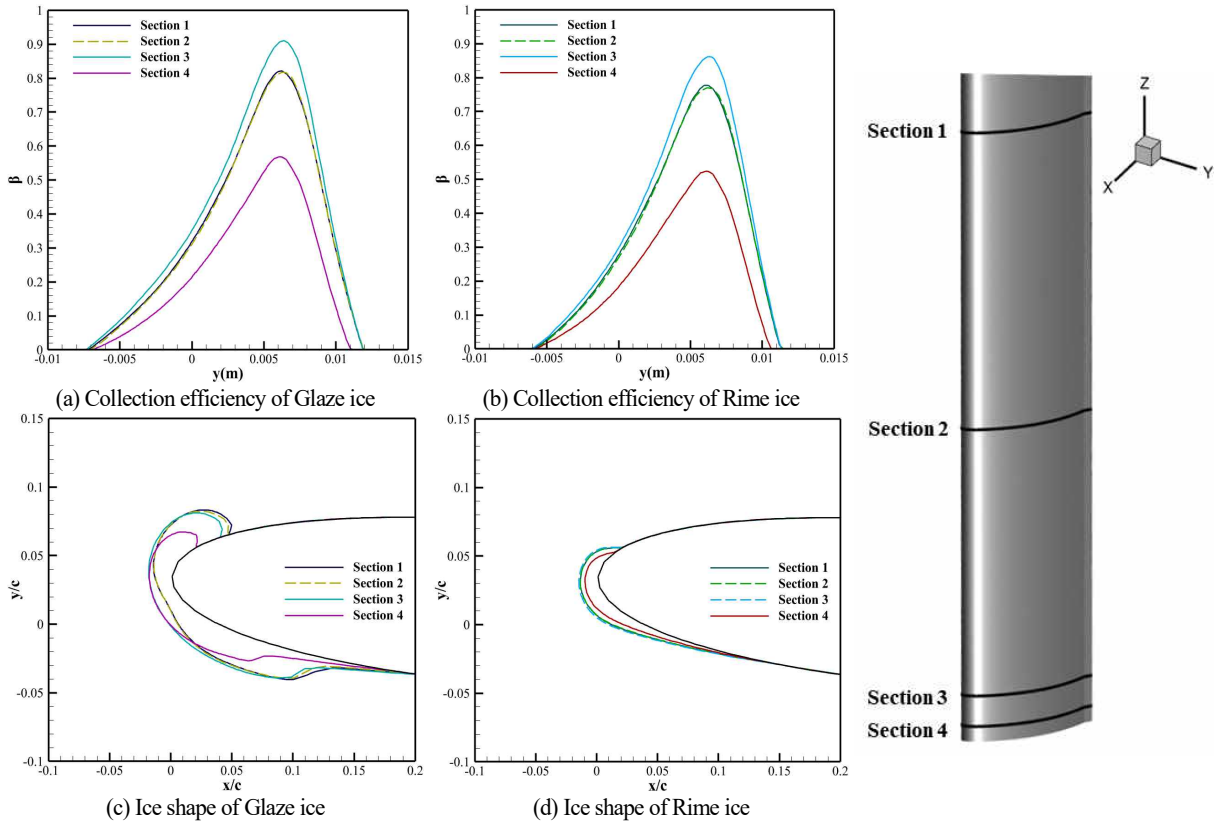 1
0.9
0.8
0.7
0.6
0.5
0.4
0.3
0.2
0.1
0
β
Section 1
Section 2
Section 3
Section 4
-0.01
-0.005
0
0.005
0.01
0.015
y(m)
(a) Collection efficiency of Glaze ice
1
0.9
0.8
0.7
0.6
0.5
0.4
0.3
0.2
0.1
0
β
Section 1
Section 2
Section 3
Section 4
-0.01
-0.005
0
0.005
0.01
0.015
y(m)
(b) Collection efficiency of Rime ice
0.15
0.1
0.05
0
-0.05
-0.1
y/c
Section 1
Section 2
Section 3
Section 4
-0.1
-0.05
0
0.05
0.1
0.15
0.2
x/c
(c) Ice shape of Glaze ice
0.15
0.1
0.05
0
-0.05
-0.1
y/c
Section 1
Section 2
Section 3
Section 4
-0.1
-0.05
0
0.05
0.1
0.15
0.2
x/c
(d) Ice shape of Rime ice
Section 1
Section 2
Section 3
Section 4
Z
X
Y